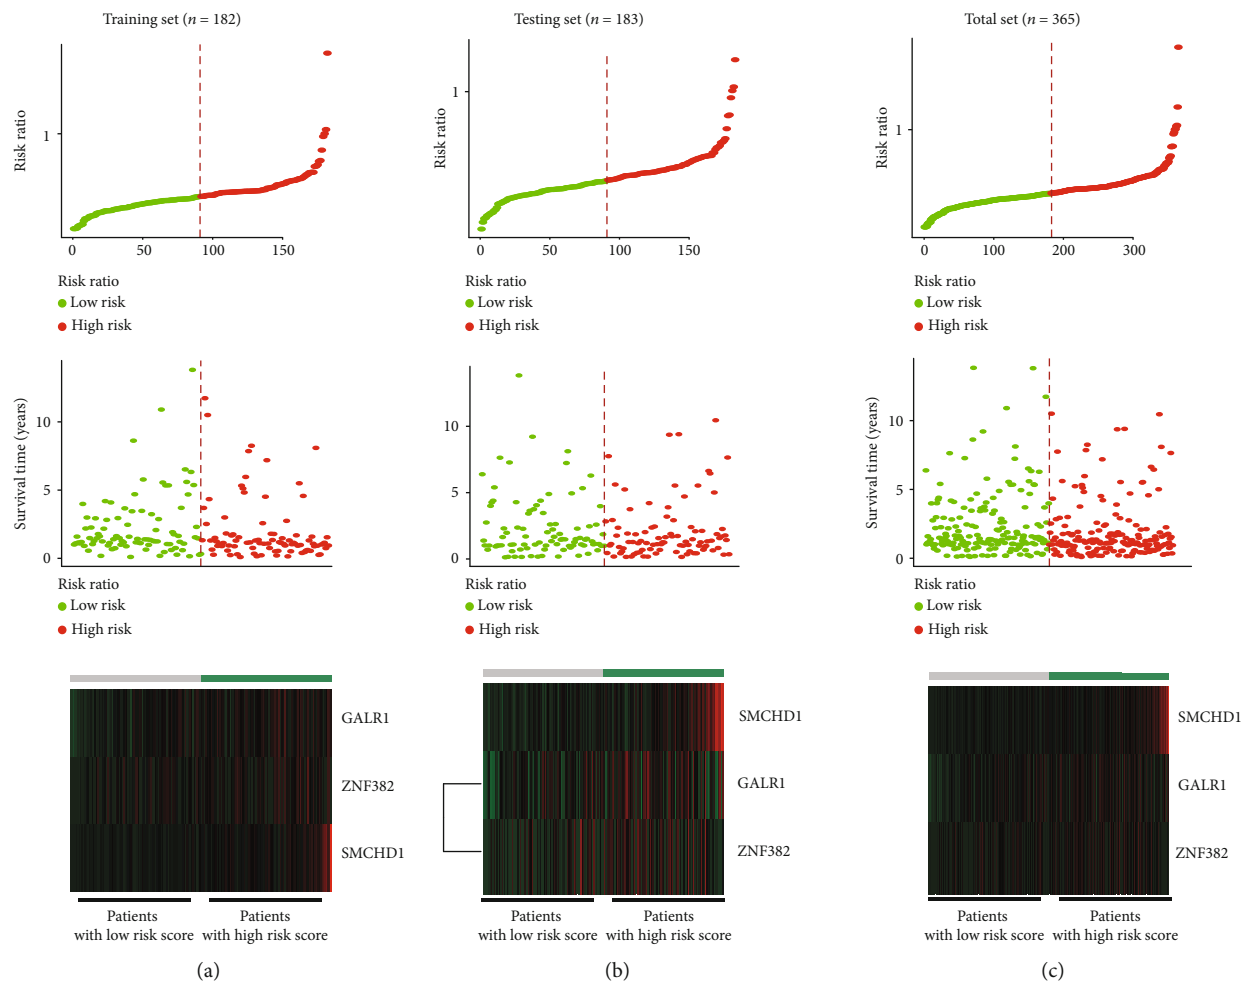 Training set (n = 182)
Risk ratio
1
0 50 100 150
Risk ratio
Low risk
High risk
Survival time (years)
10
5
0
Risk ratio
Low risk
High risk
GALR1
ZNF382
SMCHD1
Patients
with low risk score
Patients
with high risk score
(a)
Testing set (n = 183)
Risk ratio
1
0 50 100 150
Risk ratio
Low risk
High risk
10
5
0
Risk ratio
Low risk
High risk
SMCHD1
GALR1
ZNF382
Patients
with low risk score
Patients
with high risk score
(b)
Total set (n = 365)
Risk ratio
1
0 100 200 300
Risk ratio
Low risk
High risk
Survival time (years)
10
5
0
Risk ratio
Low risk
High risk
SMCHD1
GALR1
ZNF382
Patients
with low risk score
Patients
with high risk score
(c)